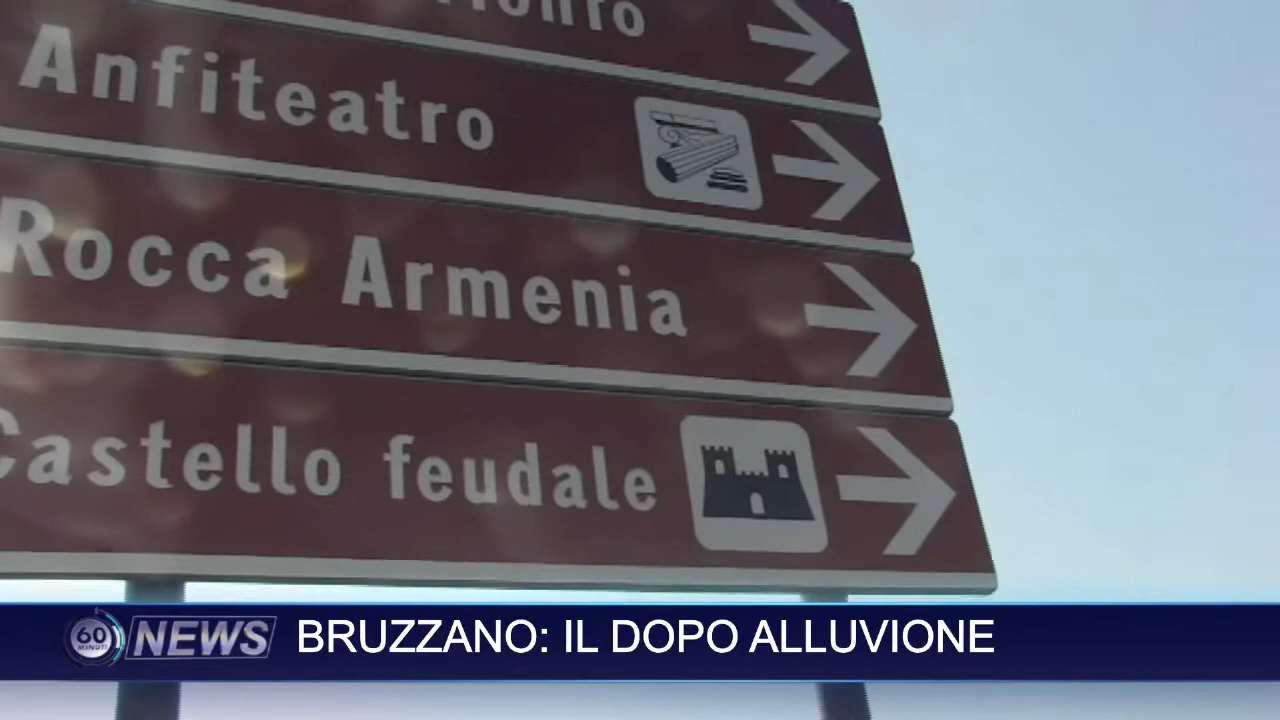 Anfiteatro
Rocca Armenia
Castello feudale
60 MINUTI NEWS BRUZZANO: IL DOPO ALLUVIONE